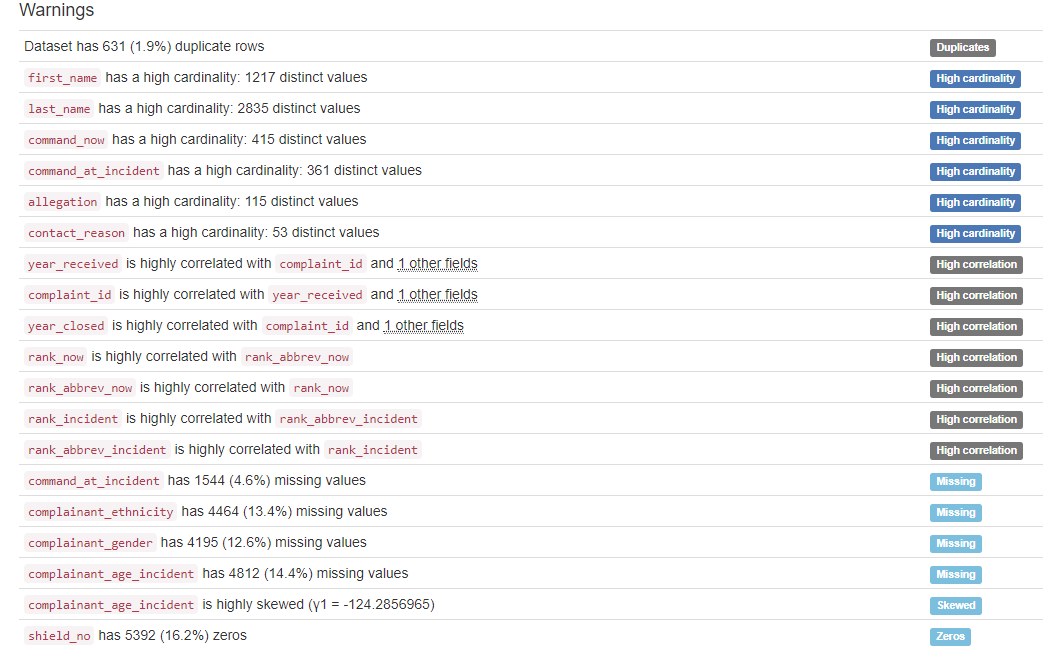 Warnings
Dataset has 631 (1.9%) duplicate rows Duplicates
first_name has a high cardinality: 1217 distinct values High cardinality
last_name has a high cardinality: 2835 distinct values High cardinality
command_now has a high cardinality: 415 distinct values High cardinality
command_at_incident has a high cardinality: 361 distinct values High cardinality
allegation has a high cardinality: 115 distinct values High cardinality
contact_reason has a high cardinality: 53 distinct values High cardinality
year_received is highly correlated with complaint_id and 1 other fields High correlation
complaint_id is highly correlated with year_received and 1 other fields High correlation
year_closed is highly correlated with complaint_id and 1 other fields High correlation
rank_now is highly correlated with rank_abbrev_now High correlation
rank_abbrev_now is highly correlated with rank_now High correlation
rank_incident is highly correlated with rank_abbrev_incident High correlation
rank_abbrev_incident is highly correlated with rank_incident High correlation
command_at_incident has 1544 (4.6%) missing values Missing
complainant_ethnicity has 4464 (13.4%) missing values Missing
complainant_gender has 4195 (12.6%) missing values Missing
complainant_age_incident has 4812 (14.4%) missing values Missing
complainant_age_incident is highly skewed (γ1 = -124.2856965) Skewed
shield_no has 5392 (16.2%) zeros Zeros